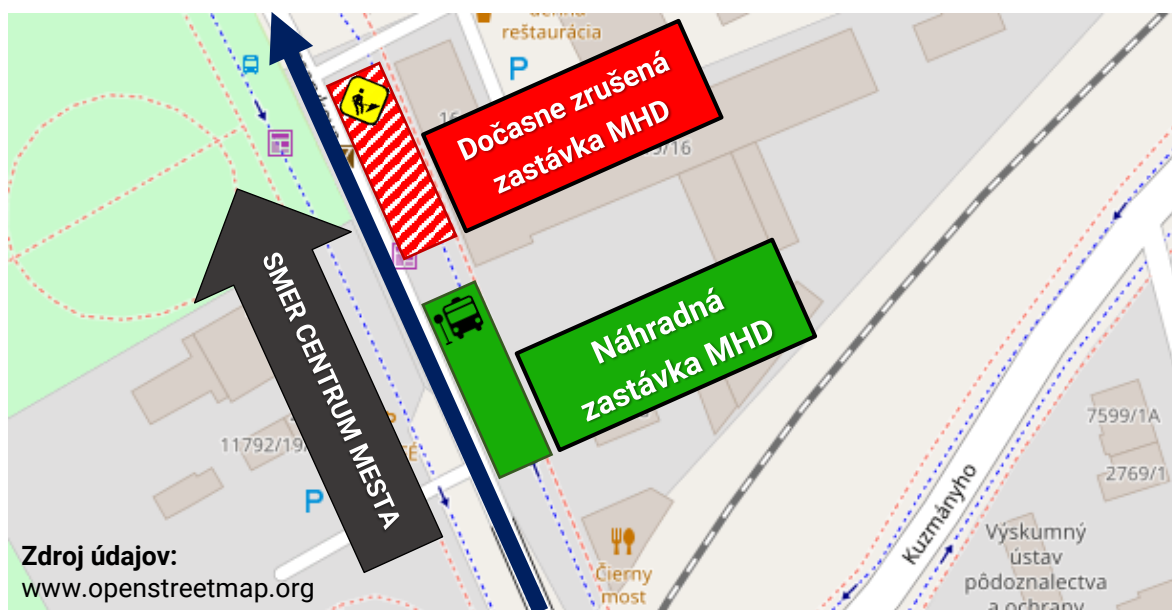 reštaurácia
P
Dočasne zrušená
zastávka MHD
Náhradná
zastávka MHD
SMER CENTRUM MESTA
11792/19
P
7599/1A
2769/1
Kuzmányho
Výskumný
ústav
pôdoznalectva
a ochrany
Čierny
most
Zdroj údajov:
www.openstreetmap.org